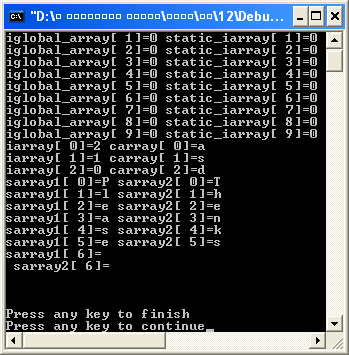 "D:\о оооооооо ооооо\оооо\оо\12\Debu...
iglobal_array[ 1]=0 static_iarray[ 1]=0
iglobal_array[ 2]=0 static_iarray[ 2]=0
iglobal_array[ 3]=0 static_iarray[ 3]=0
iglobal_array[ 4]=0 static_iarray[ 4]=0
iglobal_array[ 5]=0 static_iarray[ 5]=0
iglobal_array[ 6]=0 static_iarray[ 6]=0
iglobal_array[ 7]=0 static_iarray[ 7]=0
iglobal_array[ 8]=0 static_iarray[ 8]=0
iglobal_array[ 9]=0 static_iarray[ 9]=0
iarray[ 0]=2 carray[ 0]=a
iarray[ 1]=1 carray[ 1]=s
iarray[ 2]=0 carray[ 2]=d
sarray1[ 0]=P sarray2[ 0]=T
sarray1[ 1]=l sarray2[ 1]=h
sarray1[ 2]=e sarray2[ 2]=e
sarray1[ 3]=a sarray2[ 3]=n
sarray1[ 4]=s sarray2[ 4]=k
sarray1[ 5]=e sarray2[ 5]=s
sarray1[ 6]=
sarray2[ 6]=
Press any key to finish
Press any key to continue_